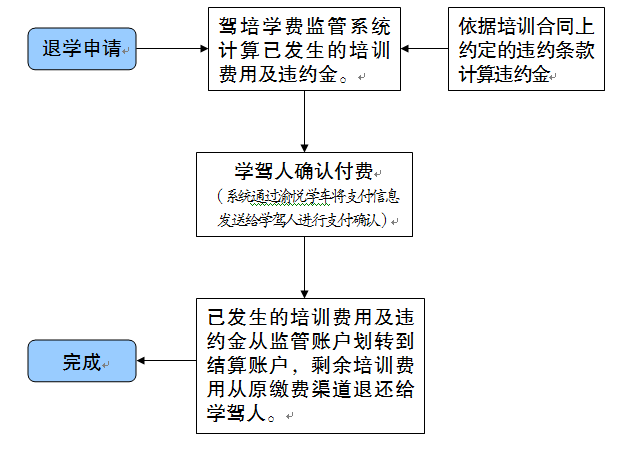 退学申请
驾培学费监管系统
计算已发生的培训
费用及违约金。
依据培训合同上
约定的违约条款
计算违约金
学驾人确认付费
（系统通过渝悦学车将支付信息
发送给学驾人进行支付确认）
已发生的培训费用及违
约金从监管账户划转到
结算账户，剩余培训费
用从原缴费渠道退还给
学驾人。
完成